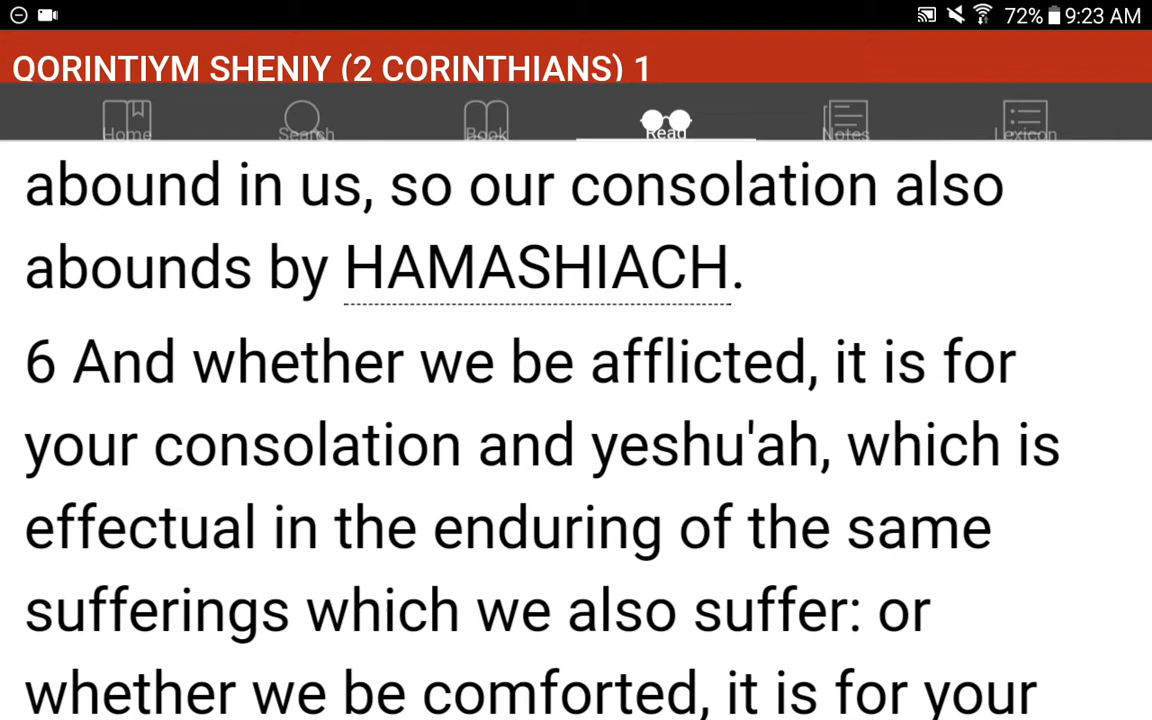 72% 9:23 AM
QORINTIYM SHENIY (2 CORINTHIANS) 1
Home Search Book Read Notes Lexicon
abound in us, so our consolation also
abounds by HAMASHIACH.
6 And whether we be afflicted, it is for
your consolation and yeshu'ah, which is
effectual in the enduring of the same
sufferings which we also suffer: or
whether we be comforted, it is for your